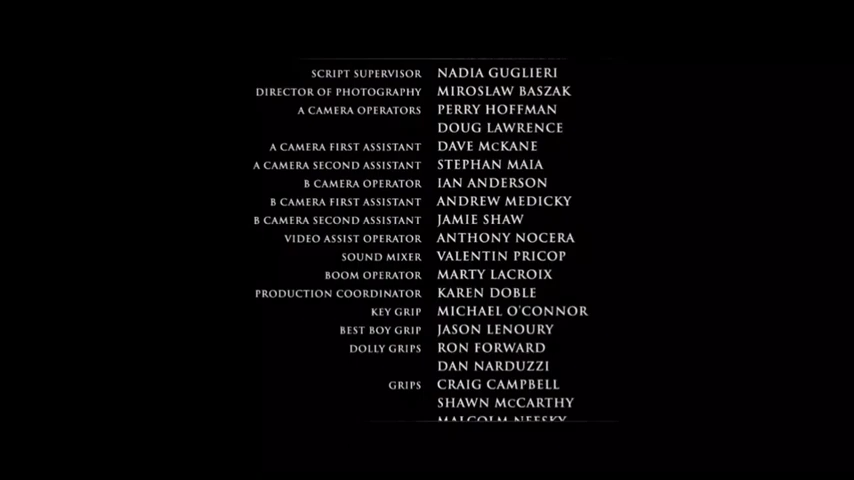 SCRIPT SUPERVISOR NADIA GUGLIERI
DIRECTOR OF PHOTOGRAPHY MIROSLAW BASZAK
A CAMERA OPERATORS PERRY HOFFMAN
DOUG LAWRENCE
A CAMERA FIRST ASSISTANT DAVE McKANE
A CAMERA SECOND ASSISTANT STEPHAN MAIA
B CAMERA OPERATOR IAN ANDERSON
B CAMERA FIRST ASSISTANT ANDREW MEDICKY
B CAMERA SECOND ASSISTANT JAMIE SHAW
VIDEO ASSIST OPERATOR ANTHONY NOCERA
SOUND MIXER VALENTIN PRICOP
BOOM OPERATOR MARTY LACROIX
PRODUCTION COORDINATOR KAREN DOBLE
KEY GRIP MICHAEL O'CONNOR
BEST BOY GRIP JASON LENOURY
DOLLY GRIPS RON FORWARD
DAN NARDUZZI
GRIPS CRAIG CAMPBELL
SHAWN McCARTHY
MALCOLM